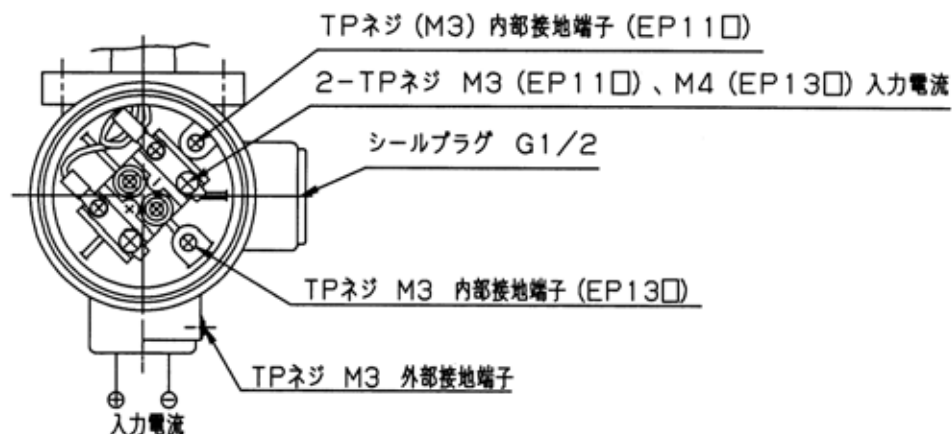 TPネジ (M3) 内部接地端子 (EP11□)
2-TPネジ M3 (EP11□)、M4 (EP13□) 入力電流
シールプラグ G1/2
TPネジ M3 内部接地端子 (EP13□)
TPネジ M3 外部接地端子
⊕ ⊖
入力電流